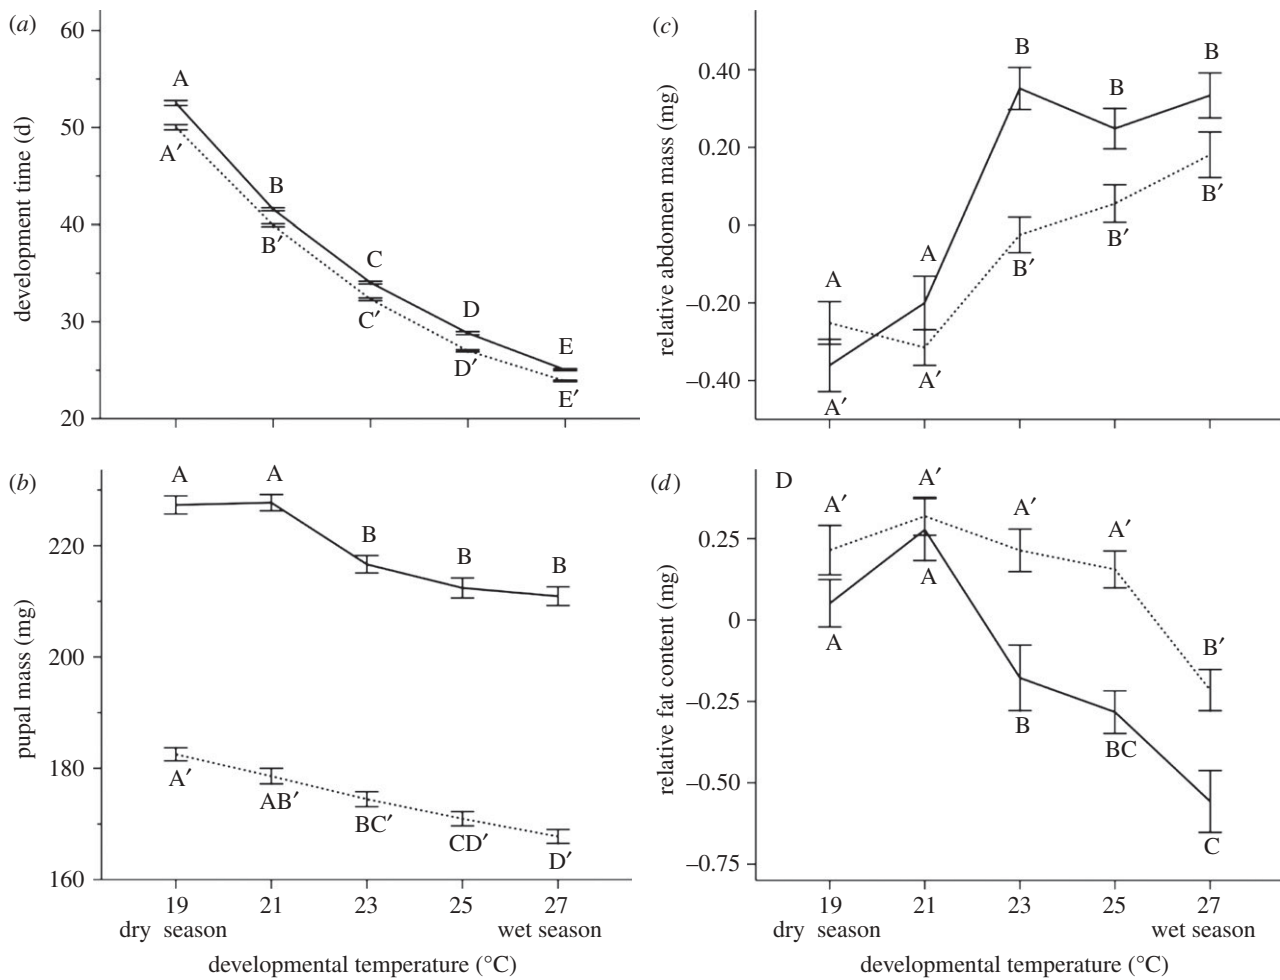 (a)
60
50
40
30
20
development time (d)
A
B
C
D
E
A′
B′
C′
D′
E′
(c)
0.40
0.20
0
–0.20
–0.40
relative abdomen mass (mg)
A
A
B
B
B
A′
A′
B′
B′
B′
(b)
220
200
180
160
pupal mass (mg)
A
A
B
B
B
A′
AB′
BC′
CD′
D′
19
21
23
25
27
dry season
wet season
developmental temperature (°C)
(d)
D
0.25
0
–0.25
–0.50
–0.75
relative fat content (mg)
A′
A′
A′
A′
B′
A
A
B
BC
C
19
21
23
25
27
dry season
wet season
developmental temperature (°C)